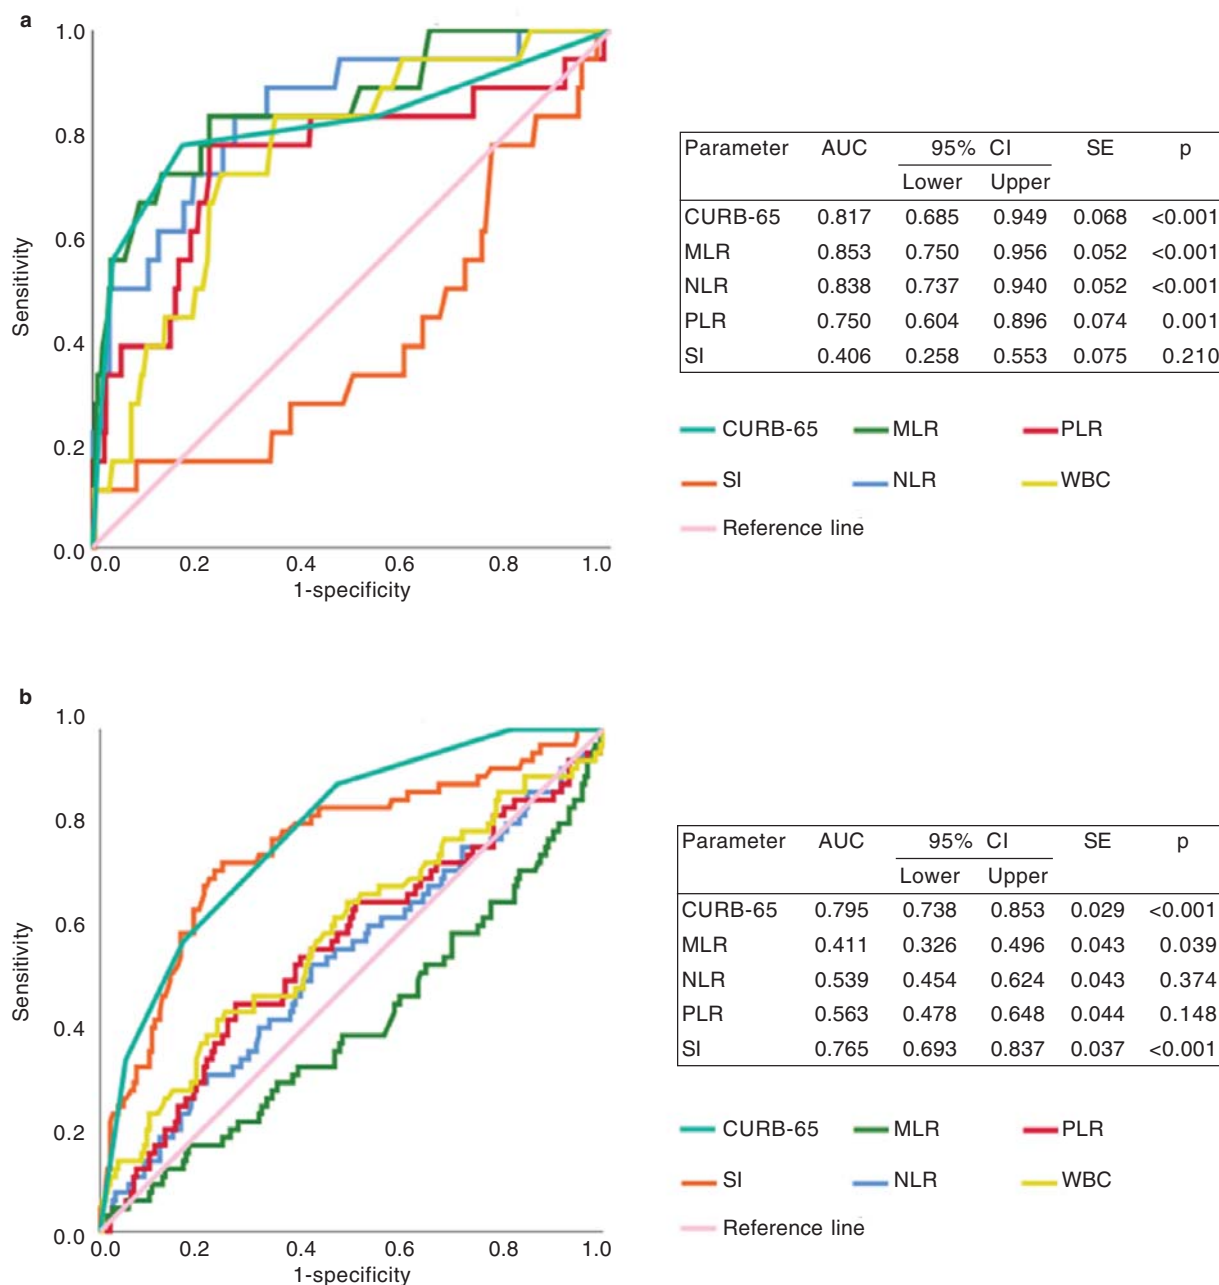 a
1.0
0.8
0.6
0.4
0.2
0.0
Sensitivity
0.0 0.2 0.4 0.6 0.8 1.0
1-specificity
Parameter AUC 95% CI SE p
Lower Upper
CURB-65 0.817 0.685 0.949 0.068 <0.001
MLR 0.853 0.750 0.956 0.052 <0.001
NLR 0.838 0.737 0.940 0.052 <0.001
PLR 0.750 0.604 0.896 0.074 0.001
SI 0.406 0.258 0.553 0.075 0.210
CURB-65 MLR PLR
SI NLR WBC
Reference line
b
1.0
0.8
0.6
0.4
0.2
0.0
Sensitivity
0.0 0.2 0.4 0.6 0.8 1.0
1-specificity
Parameter AUC 95% CI SE p
Lower Upper
CURB-65 0.795 0.738 0.853 0.029 <0.001
MLR 0.411 0.326 0.496 0.043 0.039
NLR 0.539 0.454 0.624 0.043 0.374
PLR 0.563 0.478 0.648 0.044 0.148
SI 0.765 0.693 0.837 0.037 <0.001
CURB-65 MLR PLR
SI NLR WBC
Reference line